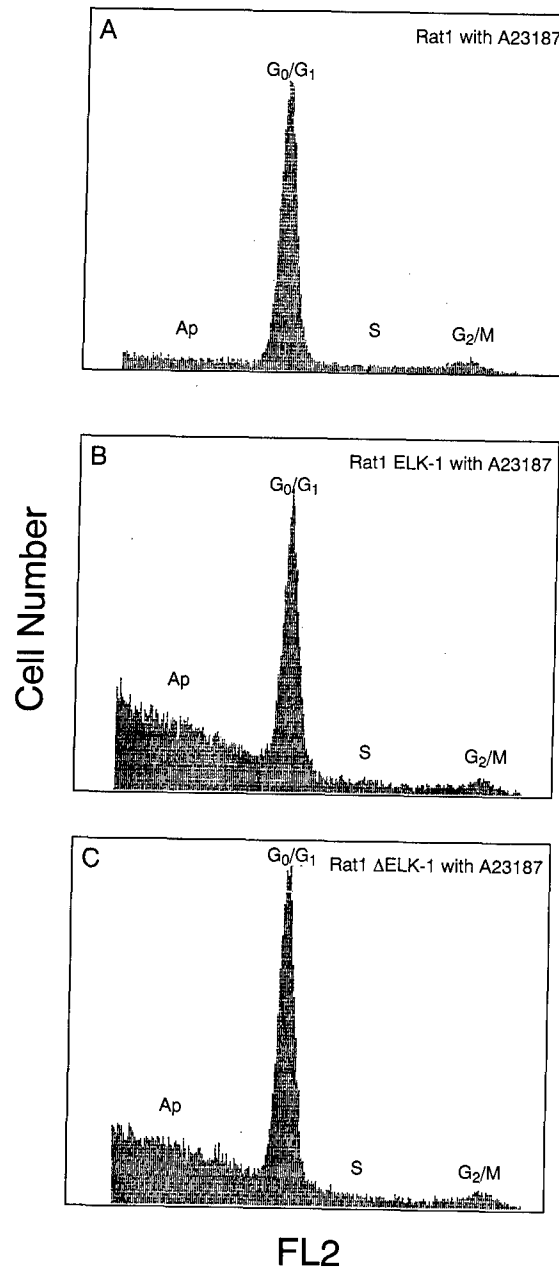 A
Rat1 with A23187
G₀/G₁
Ap
S
G₂/M
B
Rat1 ELK-1 with A23187
G₀/G₁
Ap
S
G₂/M
C
Rat1 ΔELK-1 with A23187
G₀/G₁
Ap
S
G₂/M
Cell Number
FL2